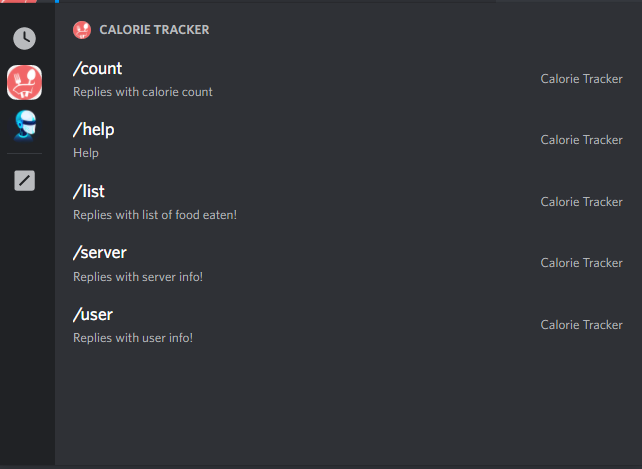 CALORIE TRACKER
/count
Replies with calorie count
Calorie Tracker
/help
Help
Calorie Tracker
/list
Replies with list of food eaten!
Calorie Tracker
/server
Replies with server info!
Calorie Tracker
/user
Replies with user info!
Calorie Tracker